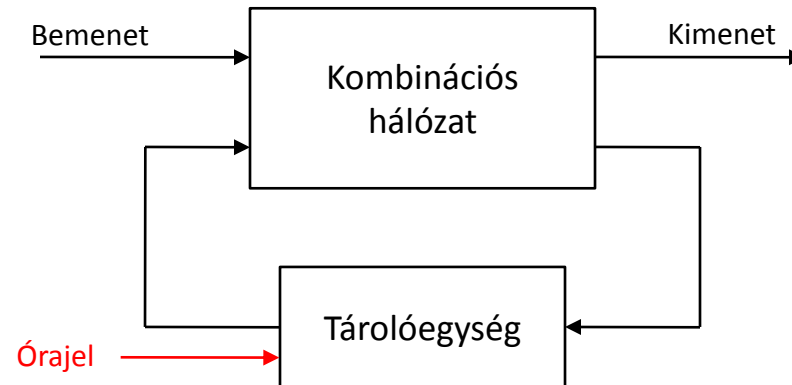 Bemenet
Kimenet
Kombinációs
hálózat
Tárolóegység
Órajel